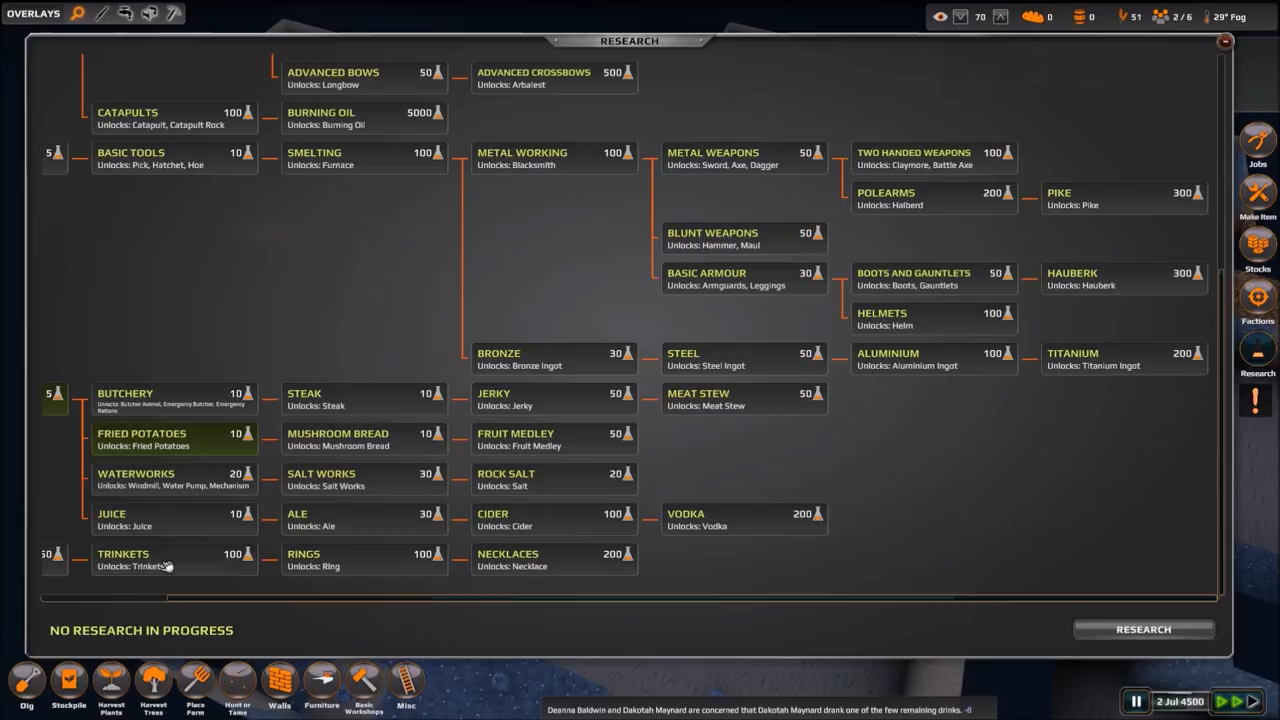 OVERLAYS
70
0
0
51
2 / 6
29° Fog
RESEARCH
ADVANCED BOWS 50
Unlocks: Longbow
ADVANCED CROSSBOWS 500
Unlocks: Arbalest
CATAPULTS 100
Unlocks: Catapult, Catapult Rock
BURNING OIL 5000
Unlocks: Burning Oil
5
BASIC TOOLS 10
Unlocks: Pick, Hatchet, Hoe
SMELTING 100
Unlocks: Furnace
METAL WORKING 100
Unlocks: Blacksmith
METAL WEAPONS 50
Unlocks: Sword, Axe, Dagger
TWO HANDED WEAPONS 100
Unlocks: Claymore, Battle Axe
POLEARMS 200
Unlocks: Halberd
PIKE 300
Unlocks: Pike
BLUNT WEAPONS 50
Unlocks: Hammer, Maul
BASIC ARMOUR 30
Unlocks: Armguards, Leggings
BOOTS AND GAUNTLETS 50
Unlocks: Boots, Gauntlets
HAUBERK 300
Unlocks: Hauberk
HELMETS 100
Unlocks: Helm
BRONZE 30
Unlocks: Bronze Ingot
STEEL 50
Unlocks: Steel Ingot
ALUMINIUM 100
Unlocks: Aluminium Ingot
TITANIUM 200
Unlocks: Titanium Ingot
5
BUTCHERY 10
Unlocks: Butcher Animal, Emergency Butcher, Emergency
Rations
STEAK 10
Unlocks: Steak
JERKY 50
Unlocks: Jerky
MEAT STEW 50
Unlocks: Meat Stew
FRIED POTATOES 10
Unlocks: Fried Potatoes
MUSHROOM BREAD 10
Unlocks: Mushroom Bread
FRUIT MEDLEY 50
Unlocks: Fruit Medley
WATERWORKS 20
Unlocks: Windmill, Water Pump, Mechanism
SALT WORKS 30
Unlocks: Salt Works
ROCK SALT 20
Unlocks: Salt
JUICE 10
Unlocks: Juice
ALE 30
Unlocks: Ale
CIDER 100
Unlocks: Cider
VODKA 200
Unlocks: Vodka
50
TRINKETS 100
Unlocks: Trinkets
RINGS 100
Unlocks: Ring
NECKLACES 200
Unlocks: Necklace
NO RESEARCH IN PROGRESS
RESEARCH
Jobs
Make Item
Stocks
Factions
Research
!
Dig
Stockpile
Harvest
Plants
Harvest
Trees
Place
Farm
Hunt or
Tame
Walls
Furniture
Basic
Workshops
Misc
Deanna Baldwin and Dakotah Maynard are concerned that Dakotah Maynard drank one of the few remaining drinks. -8
2 Jul 4500